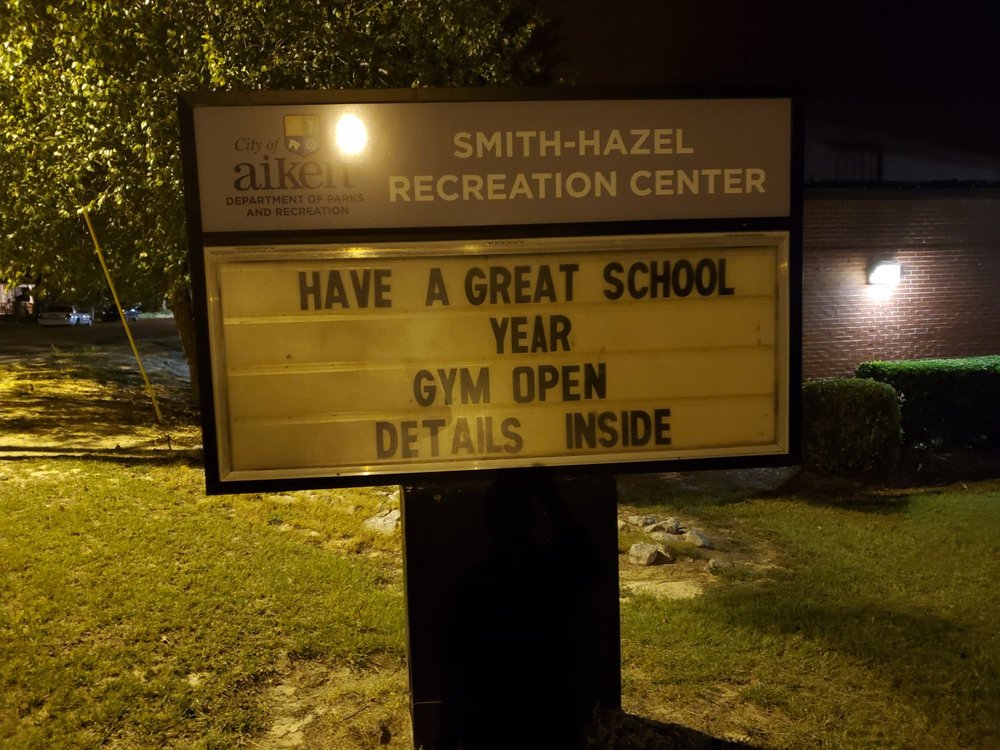 City of
aiken
DEPARTMENT OF PARKS
AND RECREATION
SMITH-HAZEL
RECREATION CENTER
HAVE A GREAT SCHOOL
YEAR
GYM OPEN
DETAILS INSIDE